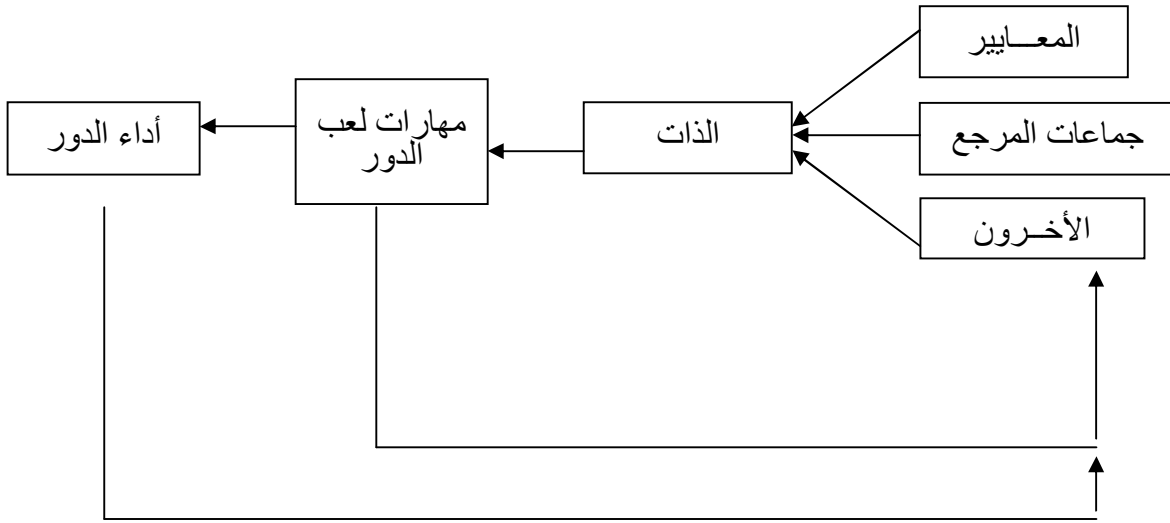 المعـــايير
جماعات المرجع
الأخــرون
الذات
مهارات لعب
الدور
أداء الدور